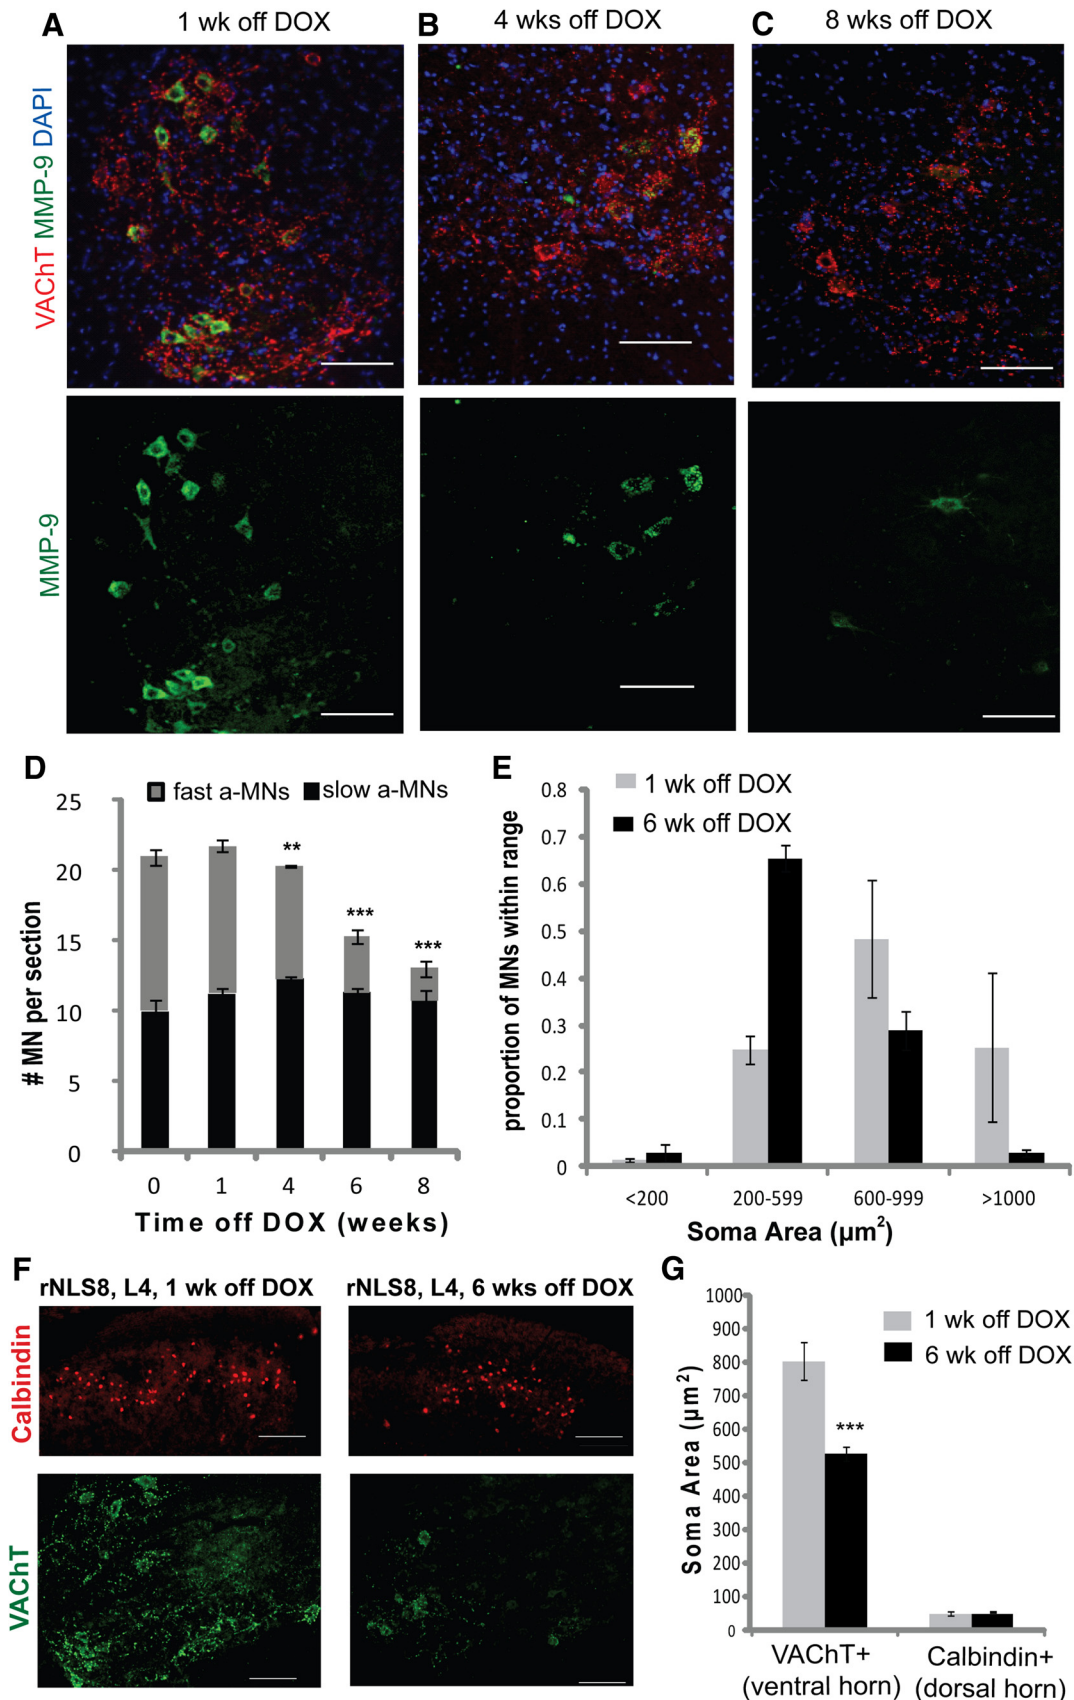 A
1 wk off DOX
B
4 wks off DOX
C
8 wks off DOX
VAChT MMP-9 DAPI
MMP-9
D
fast a-MNs
slow a-MNs
# MN per section
25
20
15
10
5
0
**
***
***
0 1 4 6 8
Time off DOX (weeks)
E
1 wk off DOX
6 wk off DOX
proportion of MNs within range
0.8
0.7
0.6
0.5
0.4
0.3
0.2
0.1
0
<200 200-599 600-999 >1000
Soma Area (µm²)
F
rNLS8, L4, 1 wk off DOX
rNLS8, L4, 6 wks off DOX
Calbindin
VAChT
G
1 wk off DOX
6 wk off DOX
Soma Area (µm²)
1000
900
800
700
600
500
400
300
200
100
0
***
VAChT+
(ventral horn)
Calbindin+
(dorsal horn)